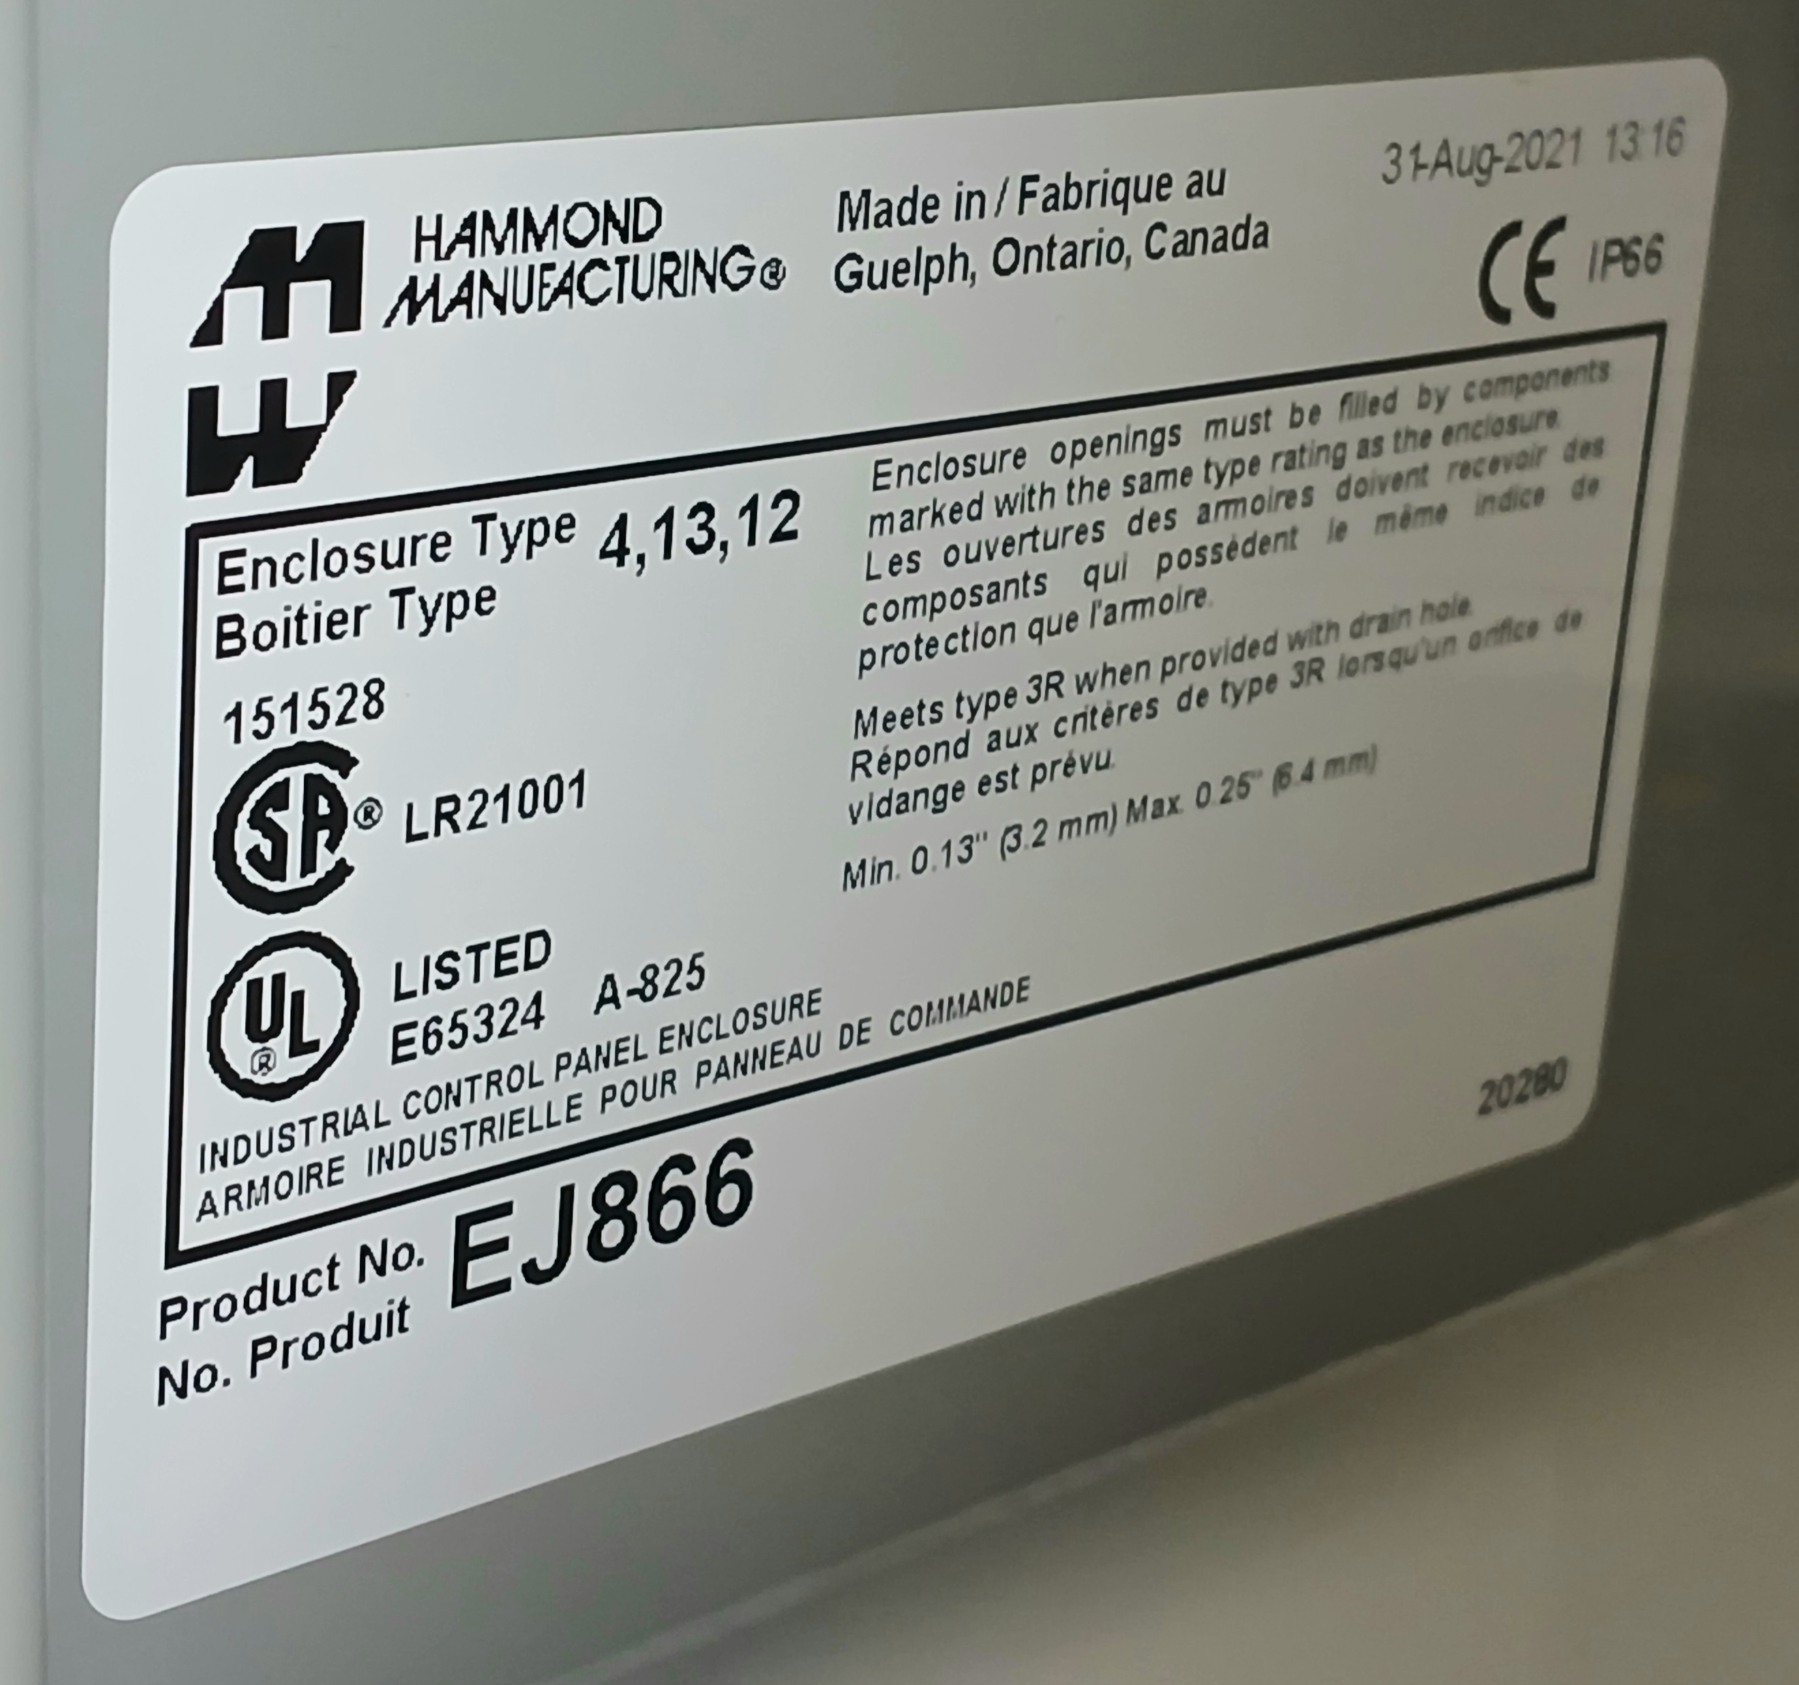 HAMMOND
MANUFACTURING®
Made in / Fabrique au
Guelph, Ontario, Canada
31-Aug-2021 13:16
CE IP66
Enclosure Type 4,13,12
Boitier Type
151528
CSA® LR21001
UL® LISTED
E65324 A-825
INDUSTRIAL CONTROL PANEL ENCLOSURE
ARMOIRE INDUSTRIELLE POUR PANNEAU DE COMMANDE
Enclosure openings must be filled by components
marked with the same type rating as the enclosure.
Les ouvertures des armoires doivent recevoir des
composants qui possèdent le même indice de
protection que l'armoire.
Meets type 3R when provided with drain hole.
Répond aux critères de type 3R lorsqu'un orifice de
vidange est prévu.
Min. 0.13" (3.2 mm) Max. 0.25" (6.4 mm)
Product No. EJ866
No. Produit
20280